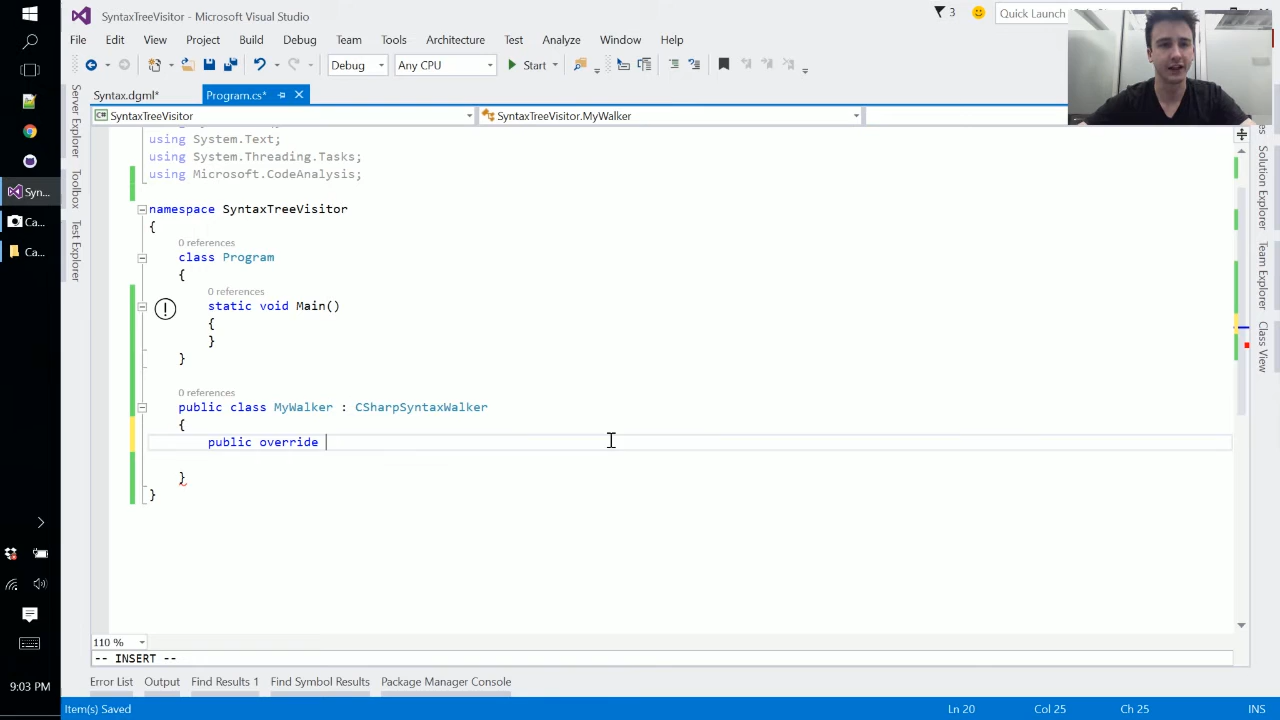 SyntaxTreeVisitor - Microsoft Visual Studio
3
Quick Launch
File Edit View Project Build Debug Team Tools Architecture Test Analyze Window Help
Debug Any CPU Start
Syntax.dgml* Program.cs*
SyntaxTreeVisitor SyntaxTreeVisitor.MyWalker
Server Explorer
Toolbox
Test Explorer
Solution Explorer
Team Explorer
Class View
using System.Text;
using System.Threading.Tasks;
using Microsoft.CodeAnalysis;
namespace SyntaxTreeVisitor
{
0 references
class Program
{
0 references
static void Main()
{
}
}
0 references
public class MyWalker : CSharpSyntaxWalker
{
public override
}
}
Syn...
Ca...
Ca...
110 %
-- INSERT --
Error List Output Find Results 1 Find Symbol Results Package Manager Console
9:03 PM
Item(s) Saved Ln 20 Col 25 Ch 25 INS